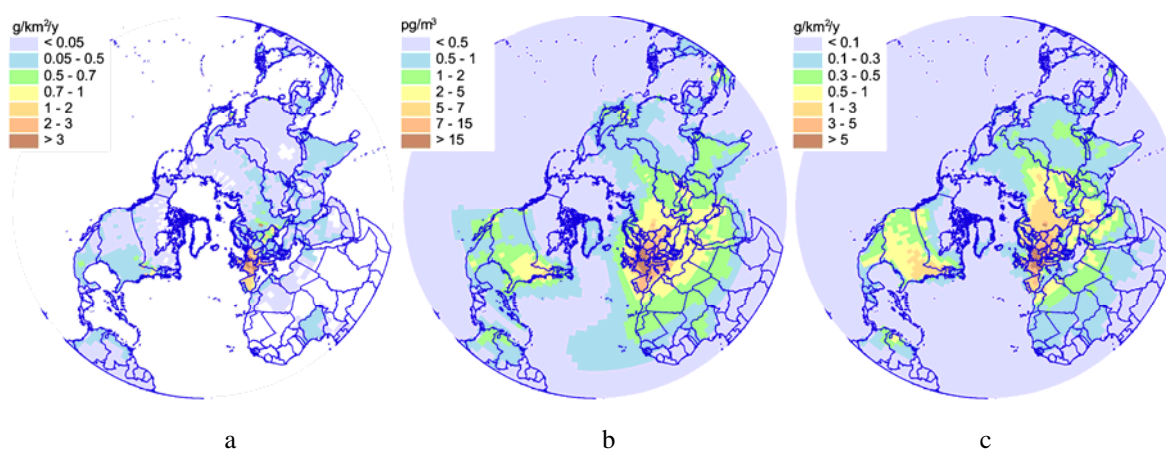 g/km²/y
< 0.05
0.05 - 0.5
0.5 - 0.7
0.7 - 1
1 - 2
2 - 3
> 3
pg/m³
< 0.5
0.5 - 1
1 - 2
2 - 5
5 - 7
7 - 15
> 15
g/km²/y
< 0.1
0.1 - 0.3
0.3 - 0.5
0.5 - 1
1 - 3
3 - 5
> 5
a
b
c